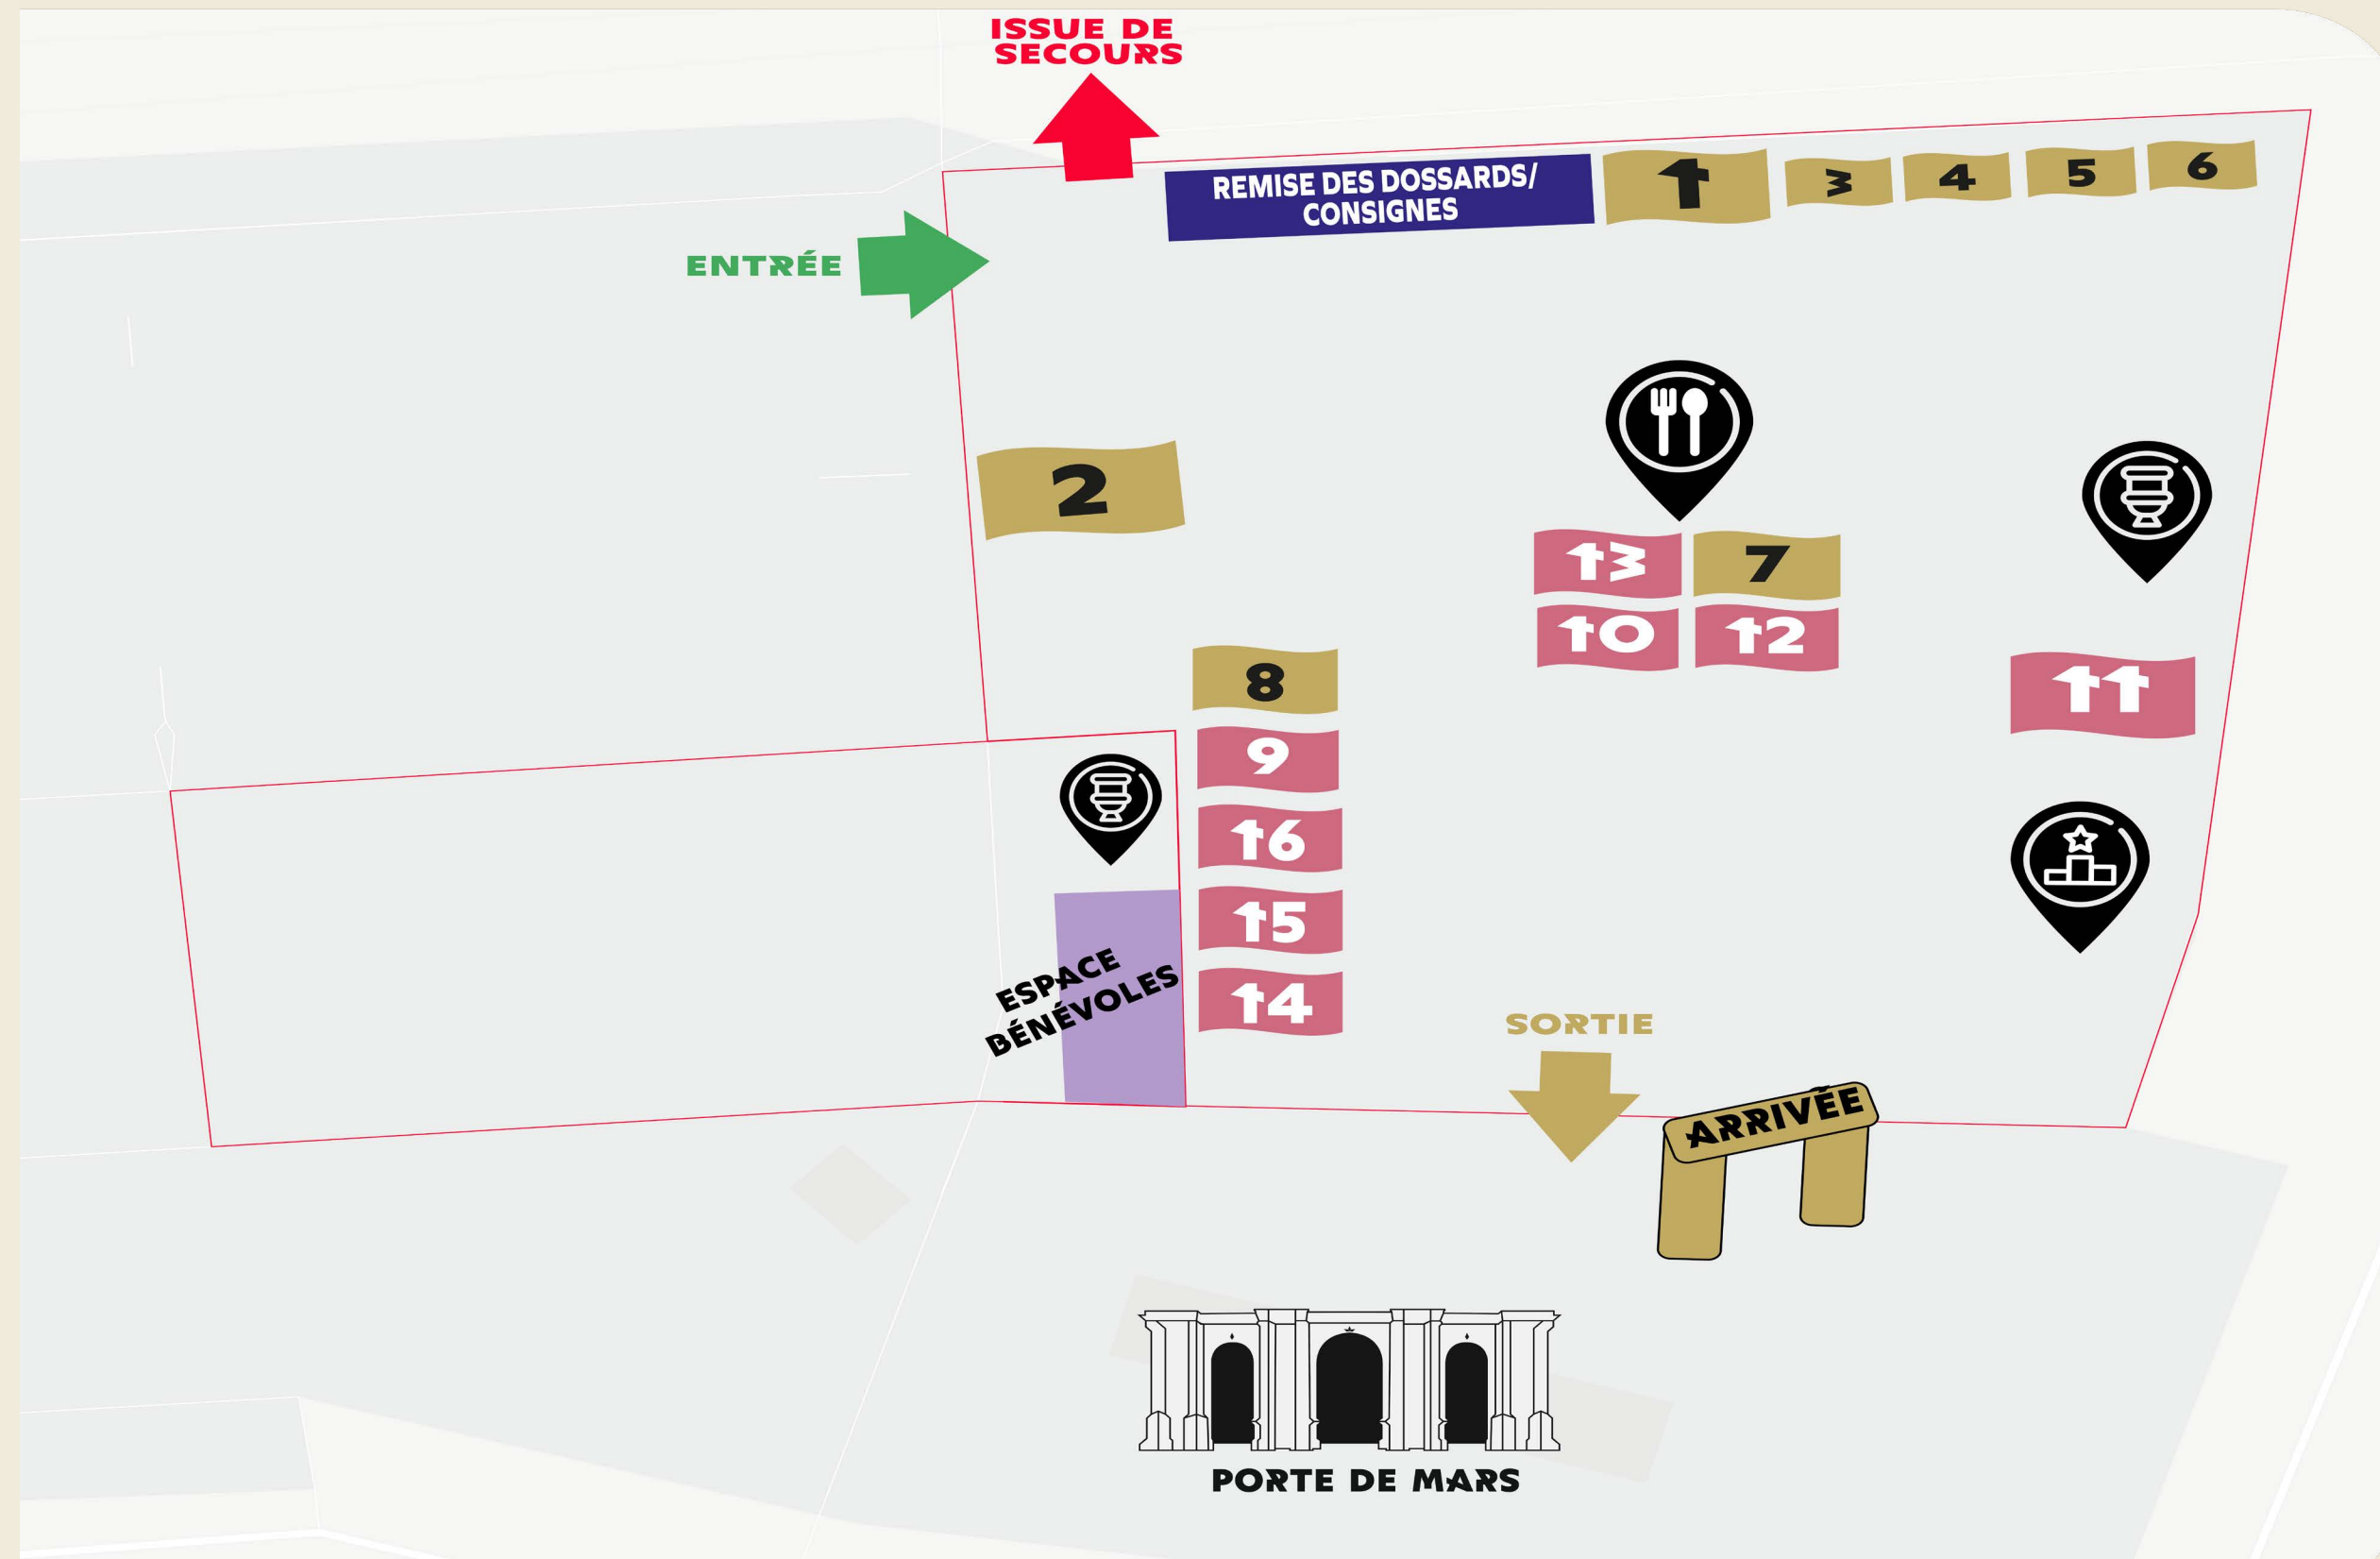 ISSUE DE
SECOURS
REMISE DES DOSSARDS/
CONSIGNES
1
3
4
5
6
ENTRÉE
2
13
7
10
12
11
8
9
16
15
14
ESPACE
BÉNÉVOLES
SORTIE
ARRIVÉE
PORTE DE MARS